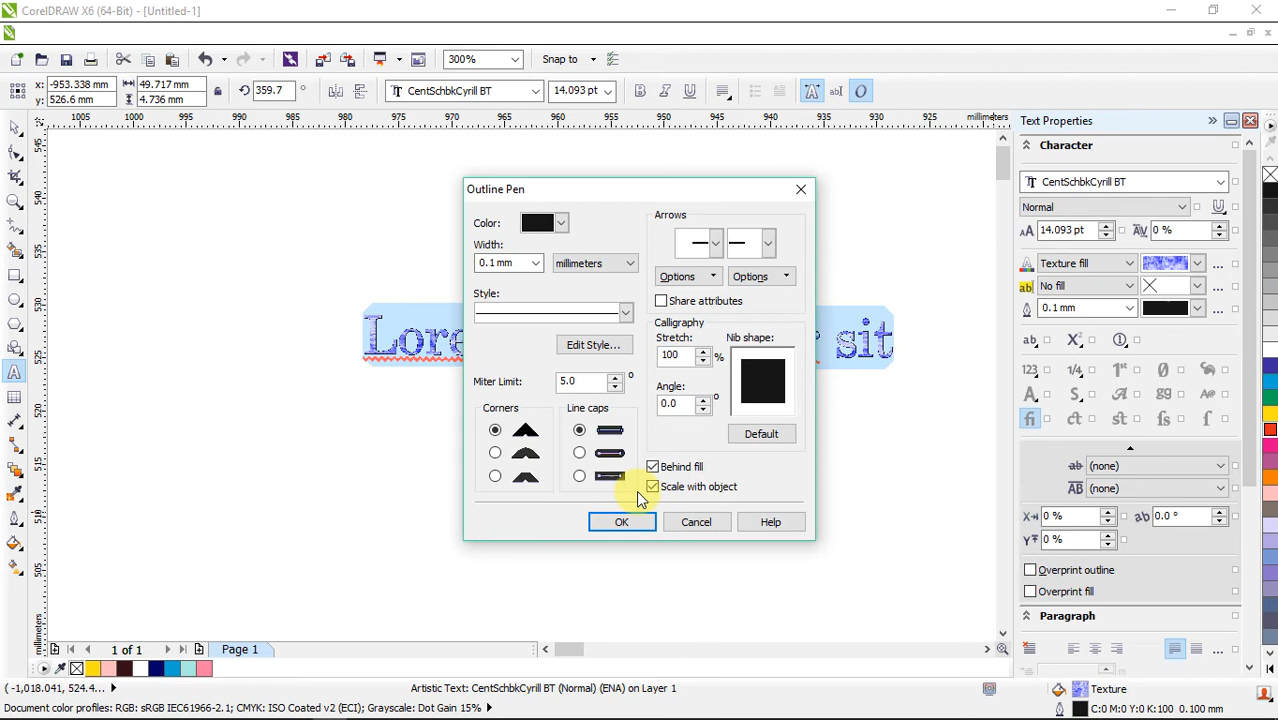 CorelDRAW X6 (64-Bit) - [Untitled-1]
300%
Snap to
x: -953.338 mm
y: 526.6 mm
49.717 mm
4.736 mm
359.7
CentSchbkCyrill BT
14.093 pt
1005 1000 995 990 985 980 975 970 965 960 955 950 945 940 935 930 925 millimeters
Text Properties
Character
CentSchbkCyrill BT
Normal
14.093 pt
0 %
Texture fill
No fill
0.1 mm
(none)
(none)
X 0 %
ab 0.0 °
Y 0 %
Overprint outline
Overprint fill
Paragraph
Outline Pen
Color:
Width:
0.1 mm
millimeters
Style:
Edit Style...
Miter Limit: 5.0
Corners
Line caps
Arrows
Options
Options
Share attributes
Calligraphy
Stretch:
100 %
Nib shape:
Angle:
0.0
Default
Behind fill
Scale with object
OK
Cancel
Help
sit
545
540
535
530
525
520
515
510
505
millimeters
1 of 1
Page 1
(-1,018.041, 524.4...
Artistic Text: CentSchbkCyrill BT (Normal) (ENA) on Layer 1
Texture
Document color profiles: RGB: sRGB IEC61966-2.1; CMYK: ISO Coated v2 (ECI); Grayscale: Dot Gain 15%
C:0 M:0 Y:0 K:100 0.100 mm